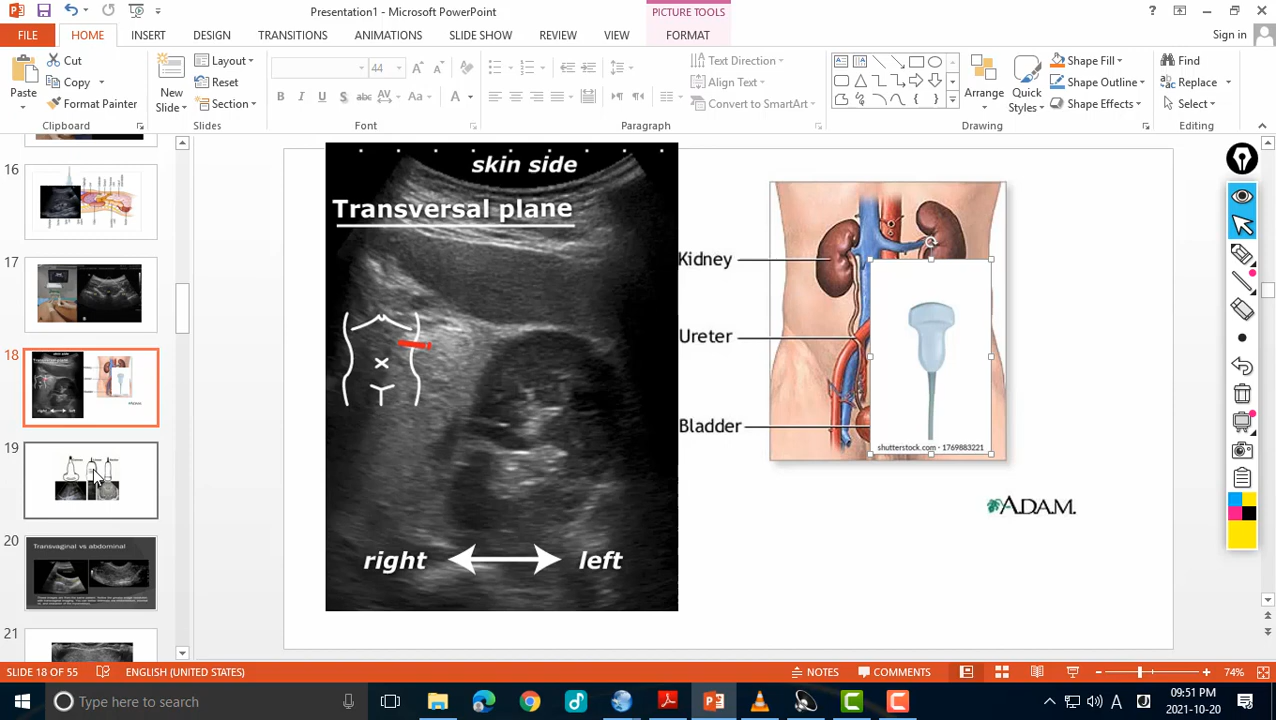 Presentation1 - Microsoft PowerPoint
PICTURE TOOLS
FILE
HOME
INSERT
DESIGN
TRANSITIONS
ANIMATIONS
SLIDE SHOW
REVIEW
VIEW
FORMAT
Sign in
Paste
Cut
Copy
Format Painter
Clipboard
New
Slide
Layout
Reset
Section
Slides
44
B I U S abc AV Aa A
Font
Text Direction
Align Text
Convert to SmartArt
Paragraph
Arrange
Quick
Styles
Shape Fill
Shape Outline
Shape Effects
Drawing
Find
Replace
Select
Editing
16
17
18
19
20
Transvaginal vs abdominal
21
skin side
Transversal plane
right
left
Kidney
Ureter
Bladder
shutterstock.com · 1769883221
A.D.A.M.
SLIDE 18 OF 55
ENGLISH (UNITED STATES)
NOTES
COMMENTS
74%
Type here to search
09:51 PM
2021-10-20